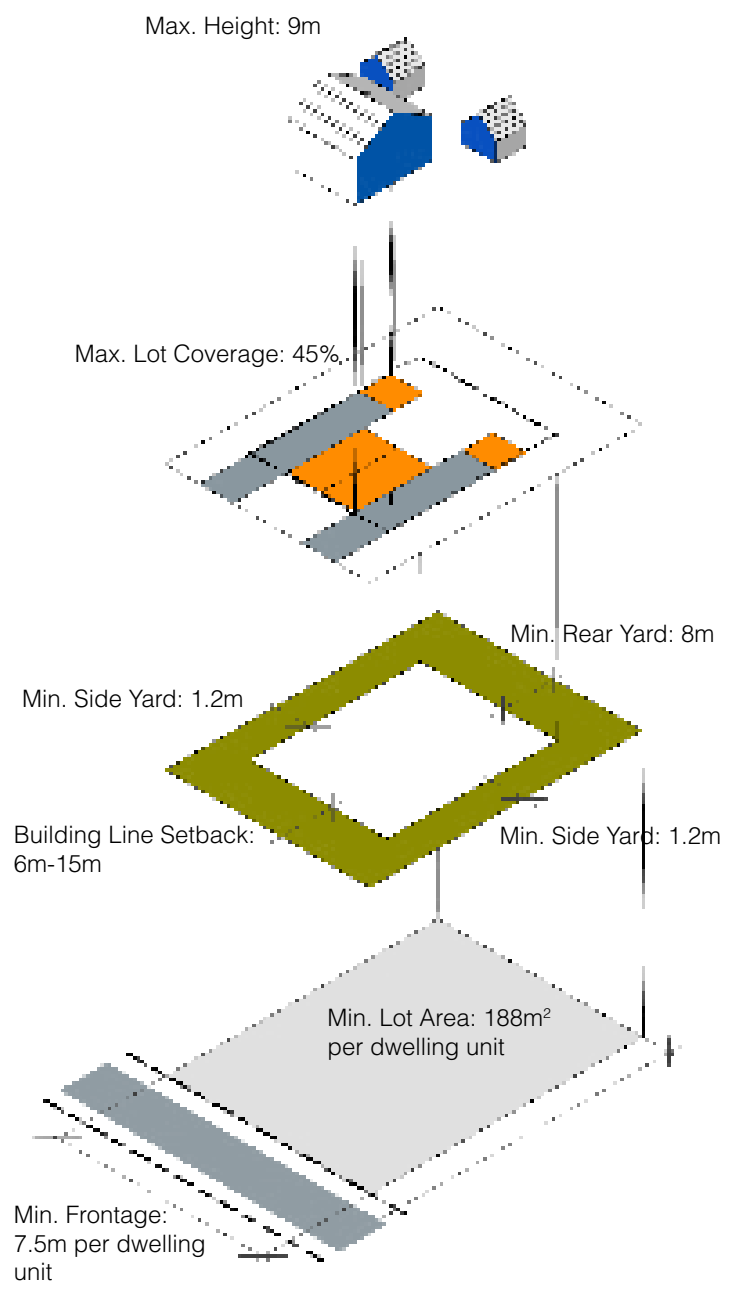 Max. Height: 9m
Max. Lot Coverage: 45%
Min. Rear Yard: 8m
Min. Side Yard: 1.2m
Building Line Setback:
6m-15m
Min. Side Yard: 1.2m
Min. Lot Area: 188m²
per dwelling unit
Min. Frontage:
7.5m per dwelling
unit